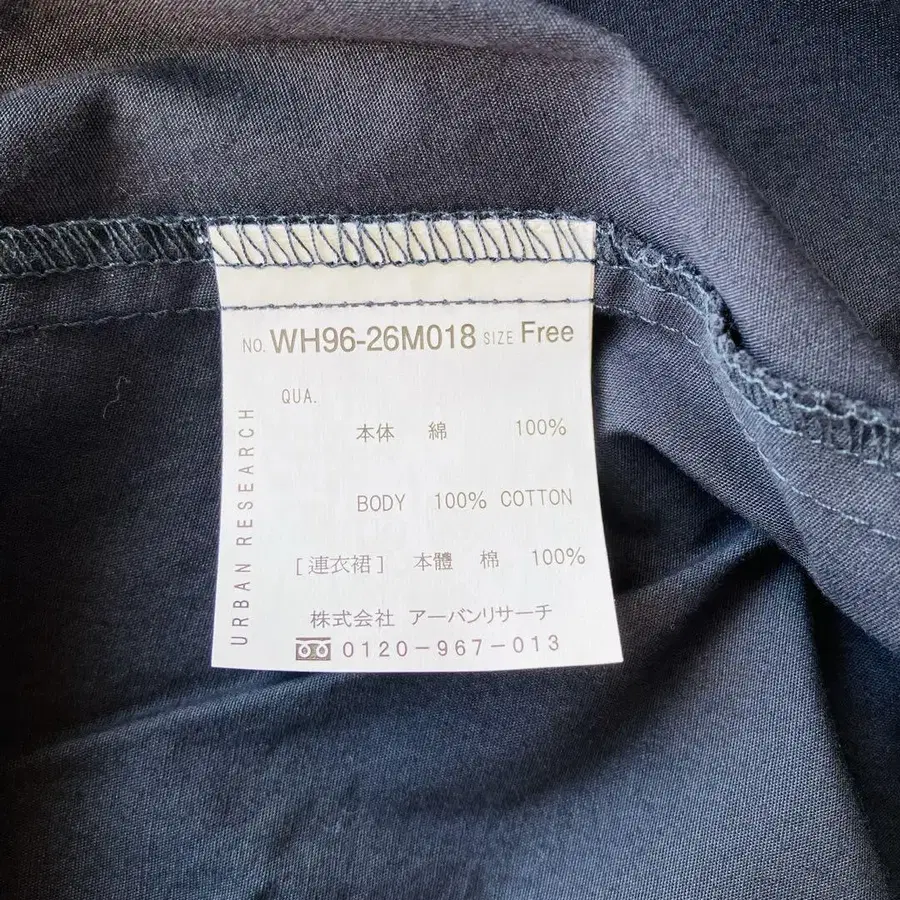 NO. WH96-26M018 SIZE Free
QUA.
本体 綿 100%
BODY 100% COTTON
[連衣裙] 本體 棉 100%
株式会社 アーバンリサーチ
0120-967-013
URBAN RESEARCH